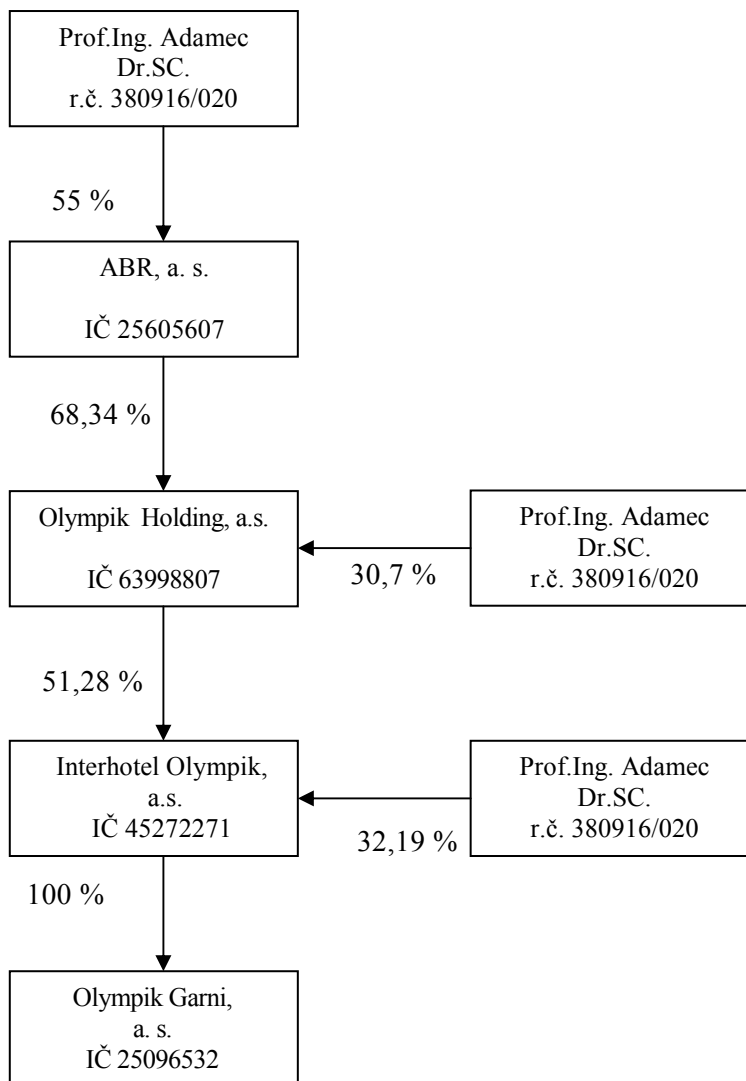 Prof.Ing. Adamec
Dr.SC.
r.č. 380916/020
55 %
ABR, a. s.
IČ 25605607
68,34 %
Olympik  Holding, a.s.
IČ 63998807
30,7 %
Prof.Ing. Adamec
Dr.SC.
r.č. 380916/020
51,28 %
Interhotel Olympik,
a.s.
IČ 45272271
32,19 %
Prof.Ing. Adamec
Dr.SC.
r.č. 380916/020
100 %
Olympik Garni,
a. s.
IČ 25096532